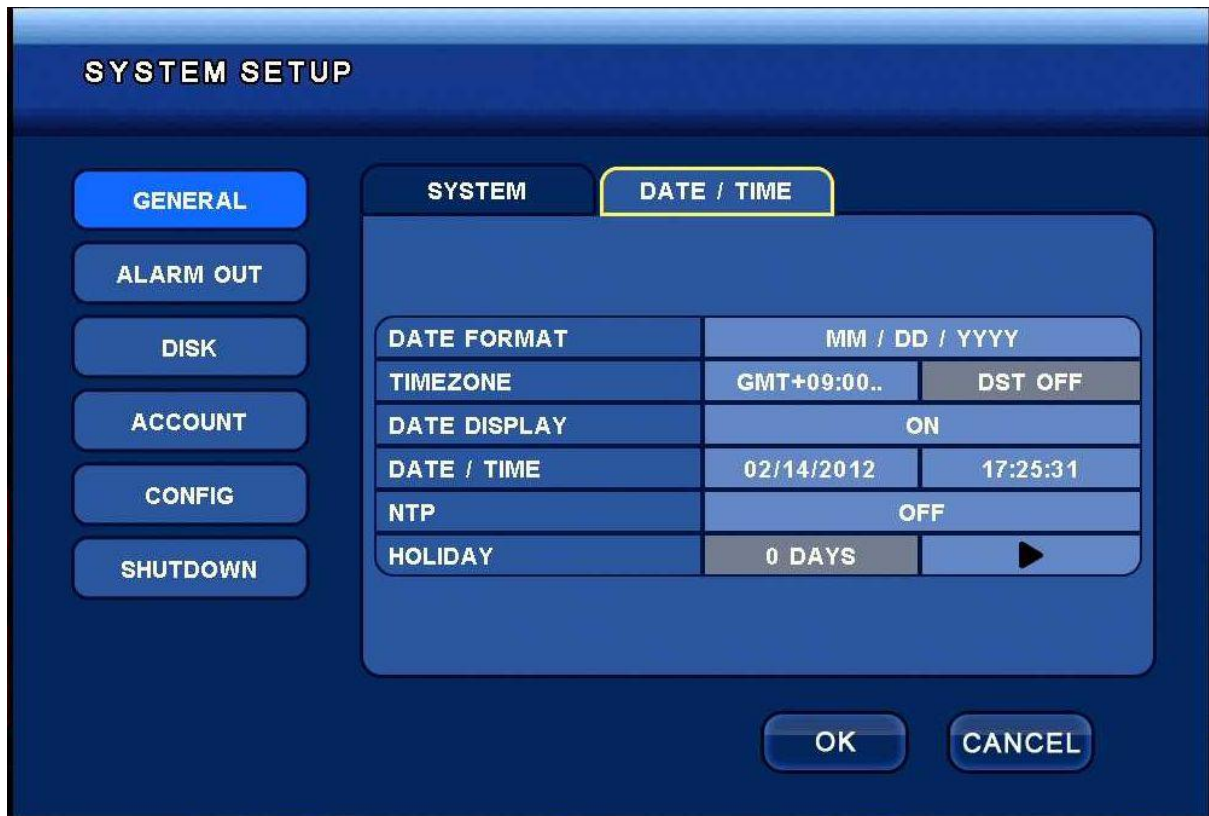 SYSTEM SETUP
GENERAL
ALARM OUT
DISK
ACCOUNT
CONFIG
SHUTDOWN
SYSTEM
DATE / TIME
DATE FORMAT MM / DD / YYYY
TIMEZONE GMT+09:00.. DST OFF
DATE DISPLAY ON
DATE / TIME 02/14/2012 17:25:31
NTP OFF
HOLIDAY 0 DAYS
OK CANCEL